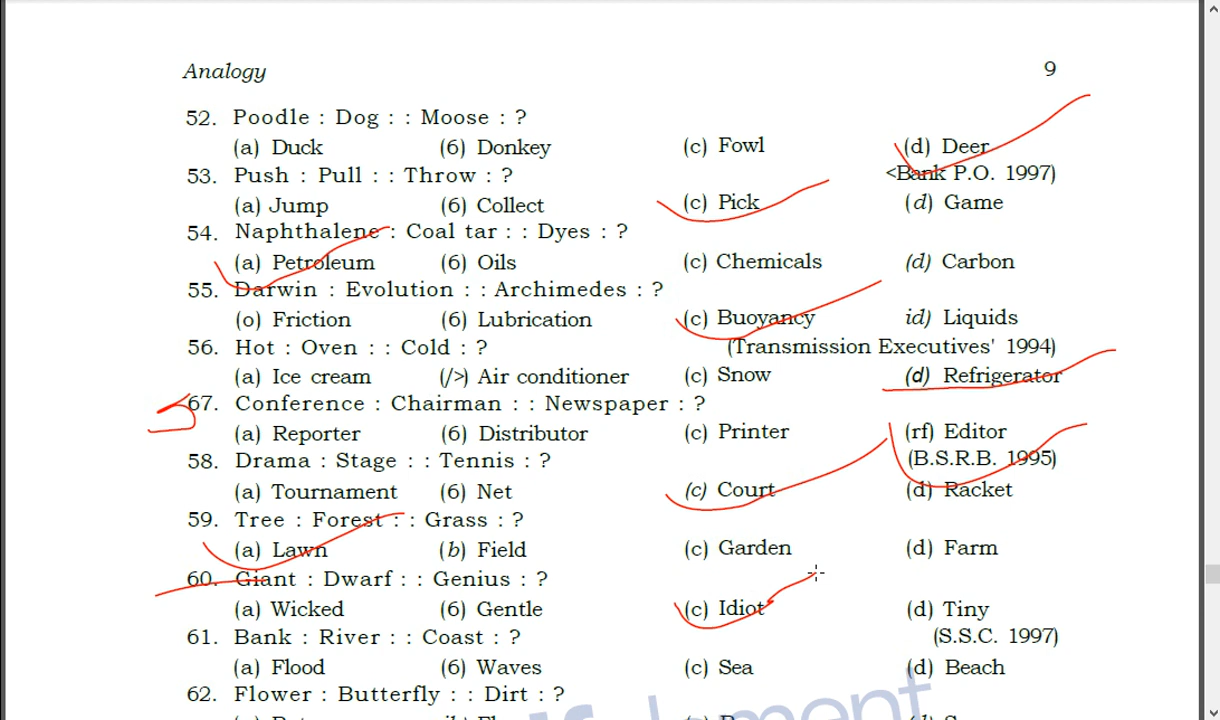 Analogy 9
52. Poodle : Dog : : Moose : ?
(a) Duck (6) Donkey (c) Fowl (d) Deer
<Bank P.O. 1997)
53. Push : Pull : : Throw : ?
(a) Jump (6) Collect (c) Pick (d) Game
54. Naphthalene : Coal tar : : Dyes : ?
(a) Petroleum (6) Oils (c) Chemicals (d) Carbon
55. Darwin : Evolution : : Archimedes : ?
(o) Friction (6) Lubrication (c) Buoyancy id) Liquids
(Transmission Executives' 1994)
56. Hot : Oven : : Cold : ?
(a) Ice cream (/>) Air conditioner (c) Snow (d) Refrigerator
67. Conference : Chairman : : Newspaper : ?
(a) Reporter (6) Distributor (c) Printer (rf) Editor
(B.S.R.B. 1995)
58. Drama : Stage : : Tennis : ?
(a) Tournament (6) Net (c) Court (d) Racket
59. Tree : Forest : : Grass : ?
(a) Lawn (b) Field (c) Garden (d) Farm
60. Giant : Dwarf : : Genius : ?
(a) Wicked (6) Gentle (c) Idiot (d) Tiny
(S.S.C. 1997)
61. Bank : River : : Coast : ?
(a) Flood (6) Waves (c) Sea (d) Beach
62. Flower : Butterfly : : Dirt : ?